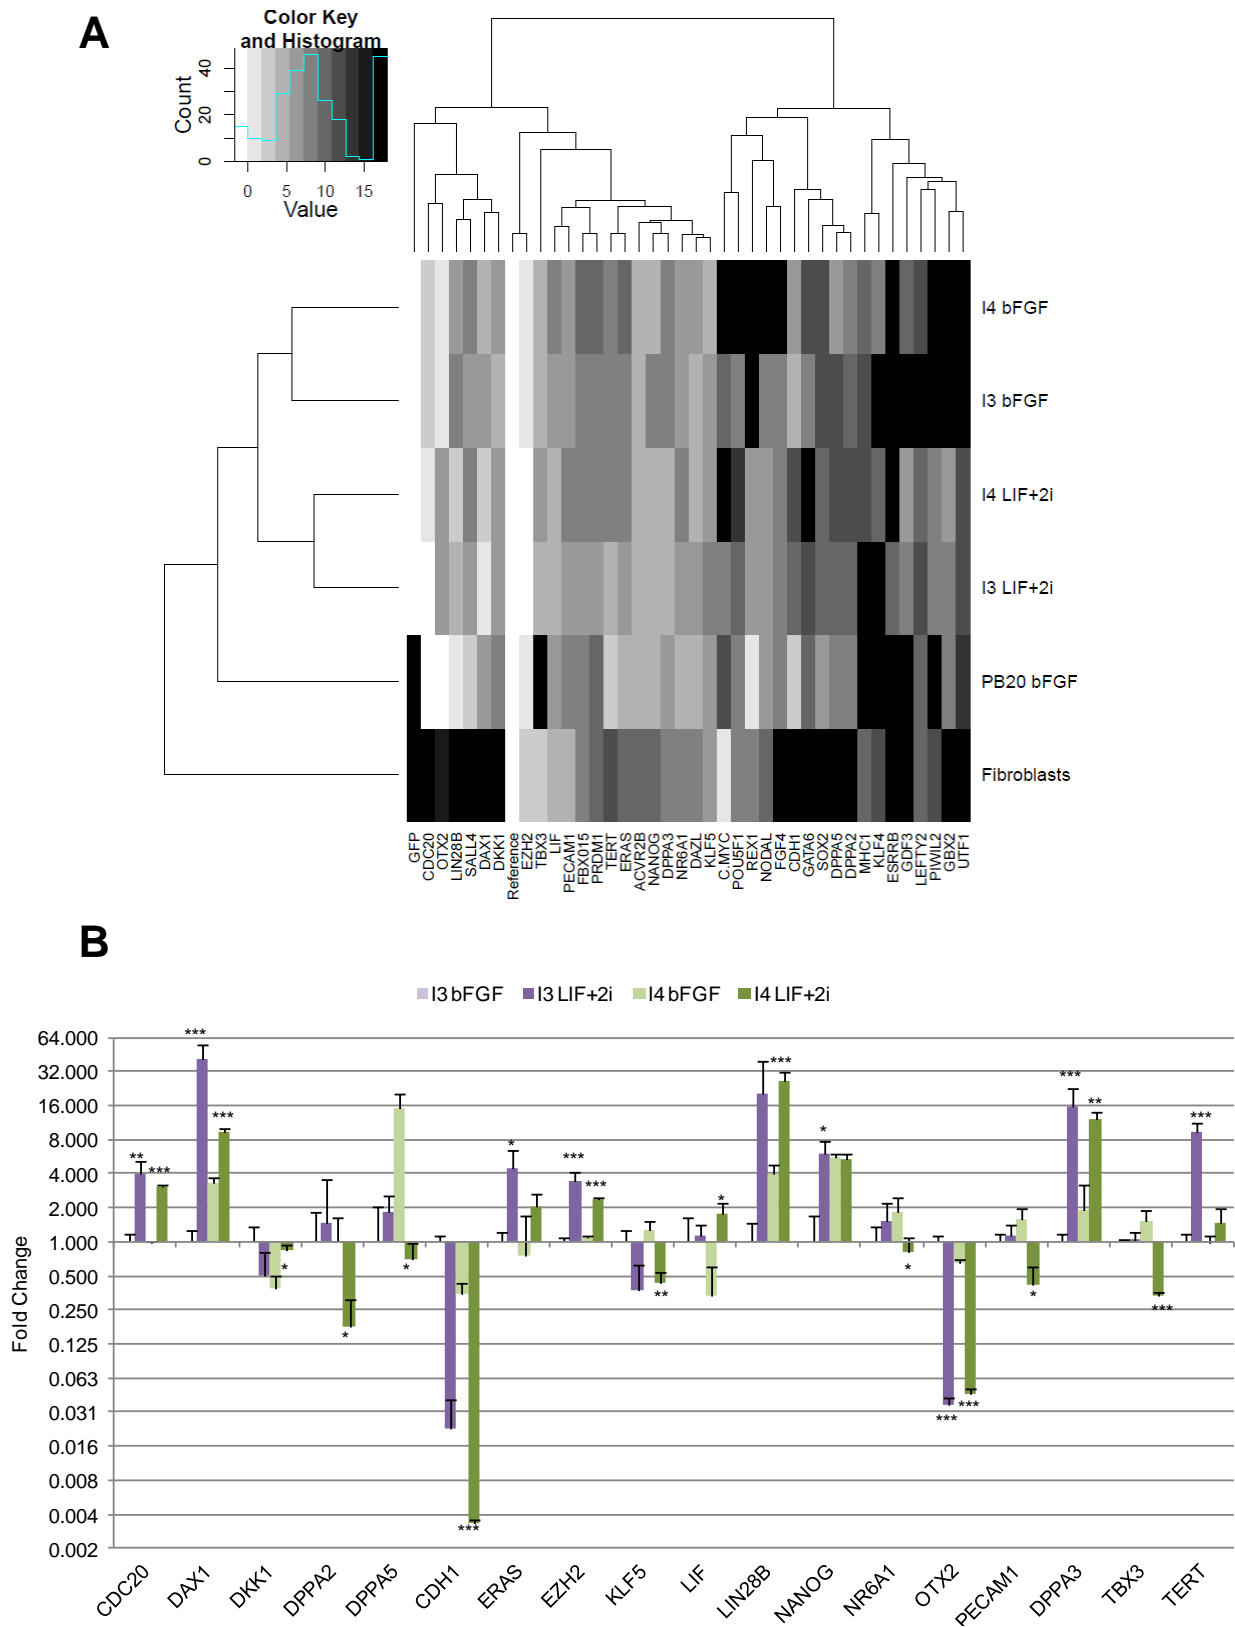 A
Color Key
and Histogram
Count
0
20
40
0 5 10 15
Value
I4 bFGF
I3 bFGF
I4 LIF+2i
I3 LIF+2i
PB20 bFGF
Fibroblasts
GFP
CDC20
OTX2
LIN28B
SALL4
DAX1
DKK1
Reference
EZH2
TBX3
LIF
PECAM1
FBXO15
PRDM1
TERT
ERAS
ACVR2B
NANOG
DPPA3
NR6A1
DAZL
KLF5
C.MYC
POU5F1
REX1
NODAL
FGF4
CDH1
GATA6
SOX2
DPPA5
DPPA2
MHC1
KLF4
ESRRB
GDF3
LEFTY2
PIWIL2
GBX2
UTF1
B
I3 bFGF I3 LIF+2i I4 bFGF I4 LIF+2i
Fold Change
64.000
32.000
16.000
8.000
4.000
2.000
1.000
0.500
0.250
0.125
0.063
0.031
0.016
0.008
0.004
0.002
** *** *** *** * * * *** * *** *** ** * *** * *** * *** *** * *** ** *** ***
CDC20
DAX1
DKK1
DPPA2
DPPA5
CDH1
ERAS
EZH2
KLF5
LIF
LIN28B
NANOG
NR6A1
OTX2
PECAM1
DPPA3
TBX3
TERT